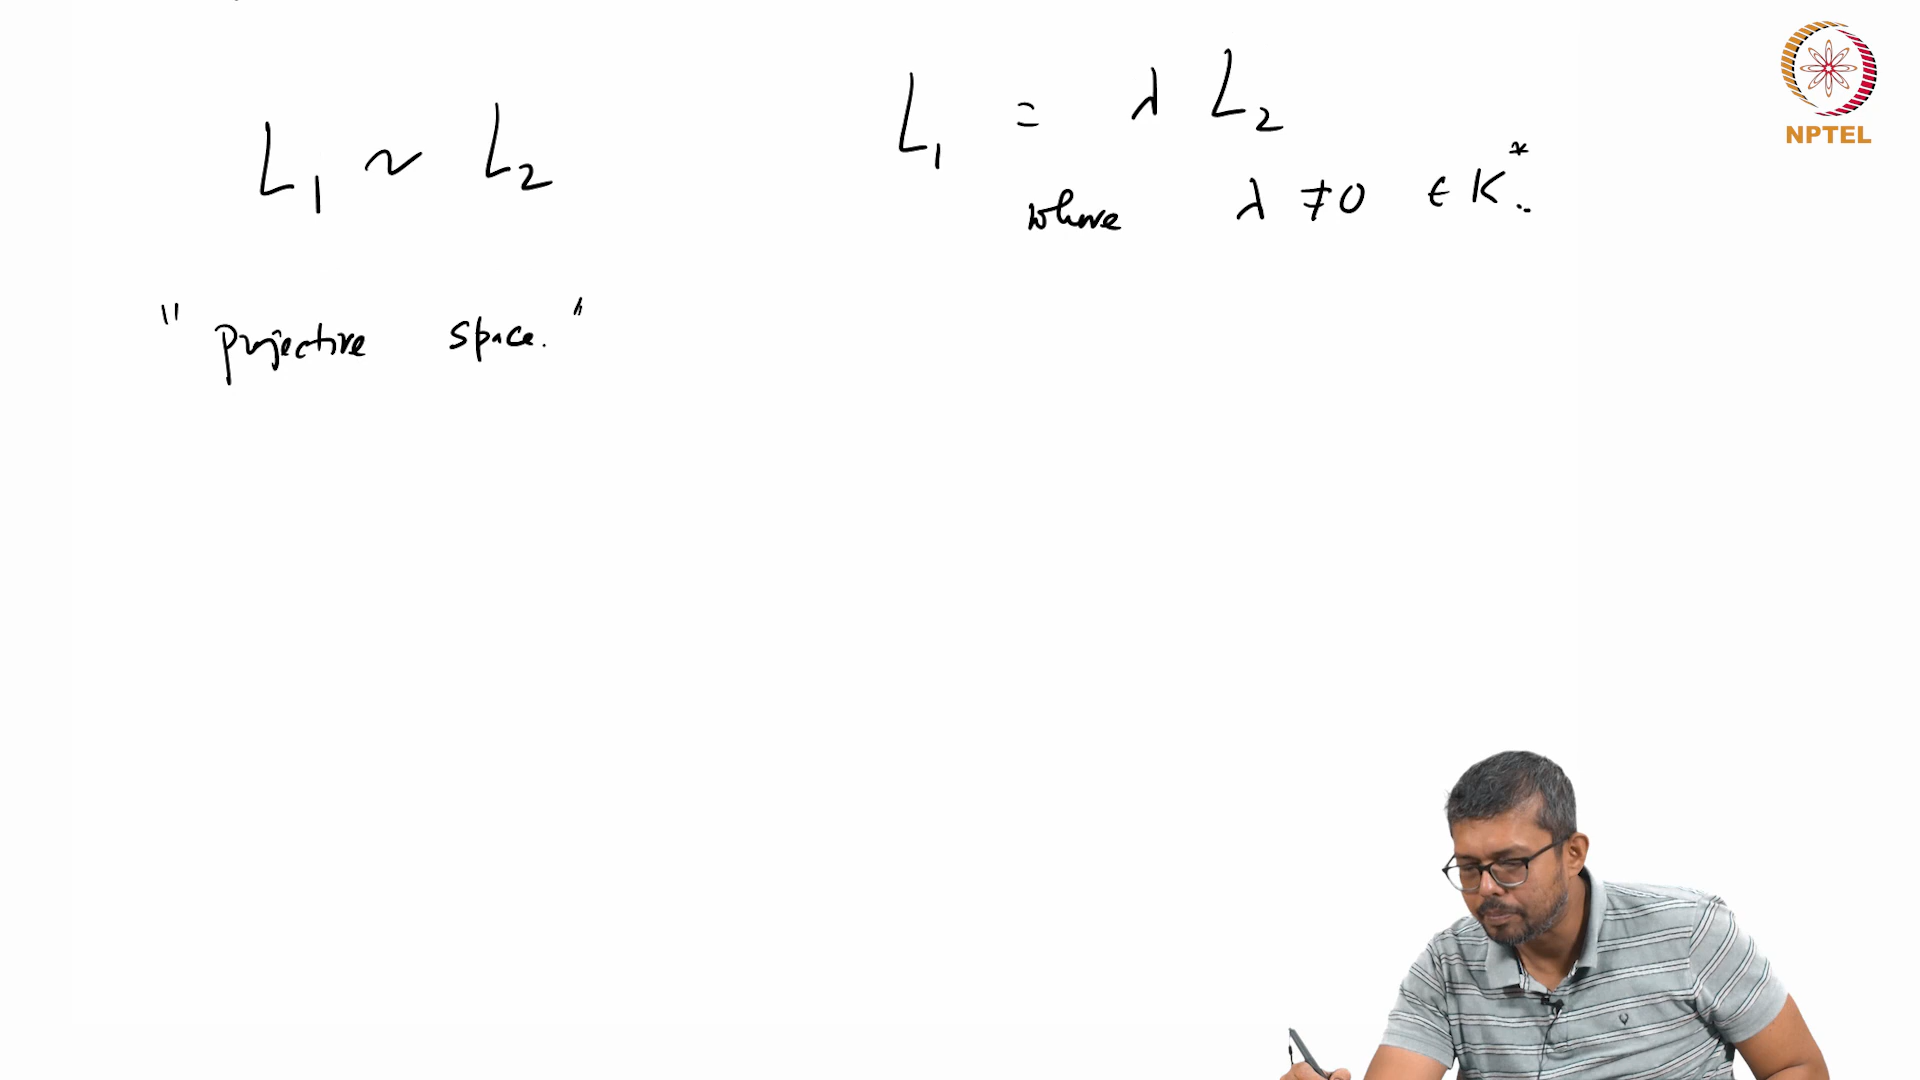 L₁ ~ L₂
L₁ = λ L₂
where λ ≠ 0 ∈ K*.
"projective space."
NPTEL